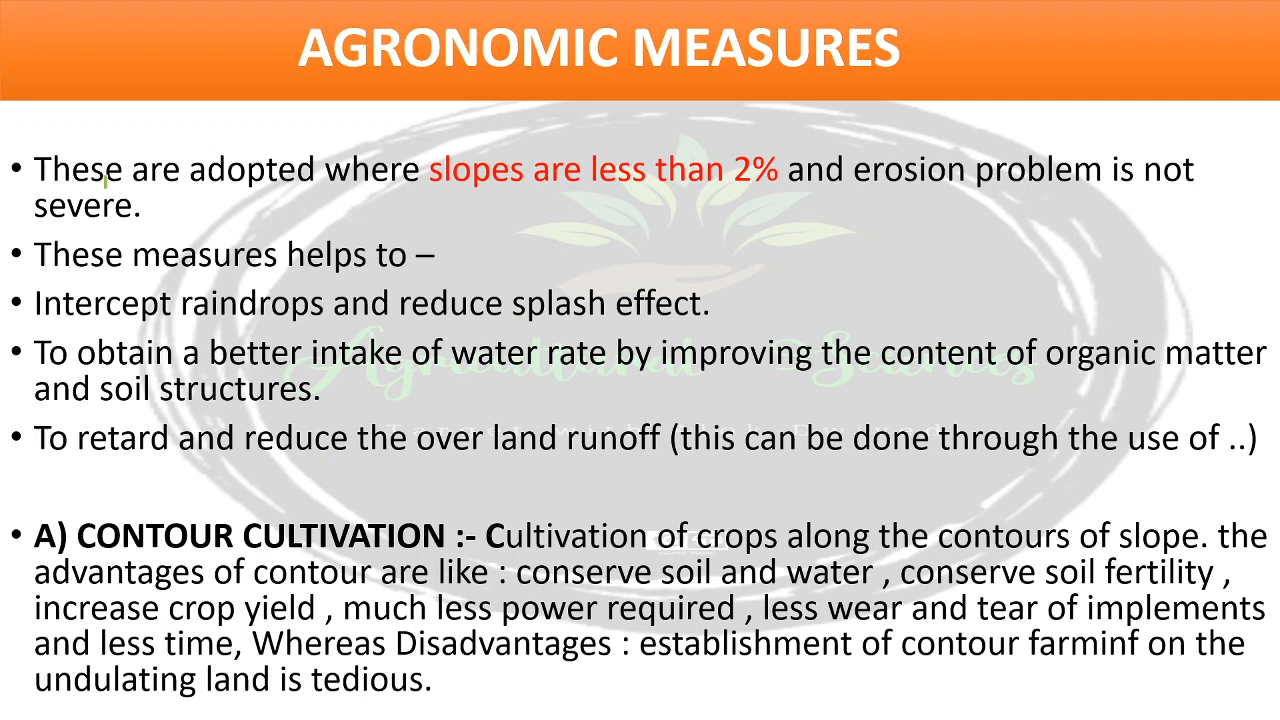 AGRONOMIC MEASURES
• These are adopted where slopes are less than 2% and erosion problem is not
severe.
• These measures helps to –
• Intercept raindrops and reduce splash effect.
• To obtain a better intake of water rate by improving the content of organic matter
and soil structures.
• To retard and reduce the over land runoff (this can be done through the use of ..)
• A) CONTOUR CULTIVATION :- Cultivation of crops along the contours of slope. the
advantages of contour are like : conserve soil and water , conserve soil fertility ,
increase crop yield , much less power required , less wear and tear of implements
and less time, Whereas Disadvantages : establishment of contour farminf on the
undulating land is tedious.